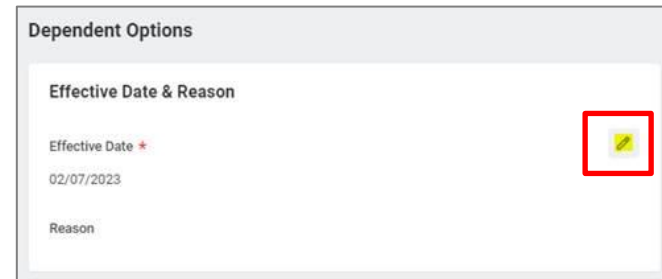 Dependent Options
Effective Date & Reason
Effective Date *
02/07/2023
Reason